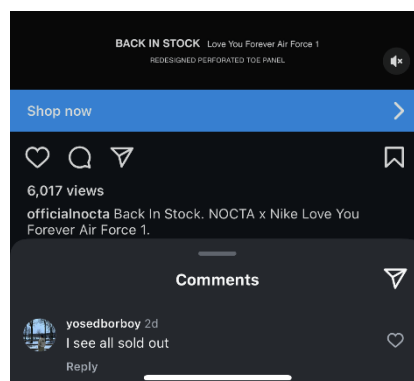 BACK IN STOCK Love You Forever Air Force 1
REDESIGNED PERFORATED TOE PANEL
Shop now
6,017 views
officialnocta Back In Stock. NOCTA x Nike Love You
Forever Air Force 1.
Comments
yosedborboy 2d
I see all sold out
Reply